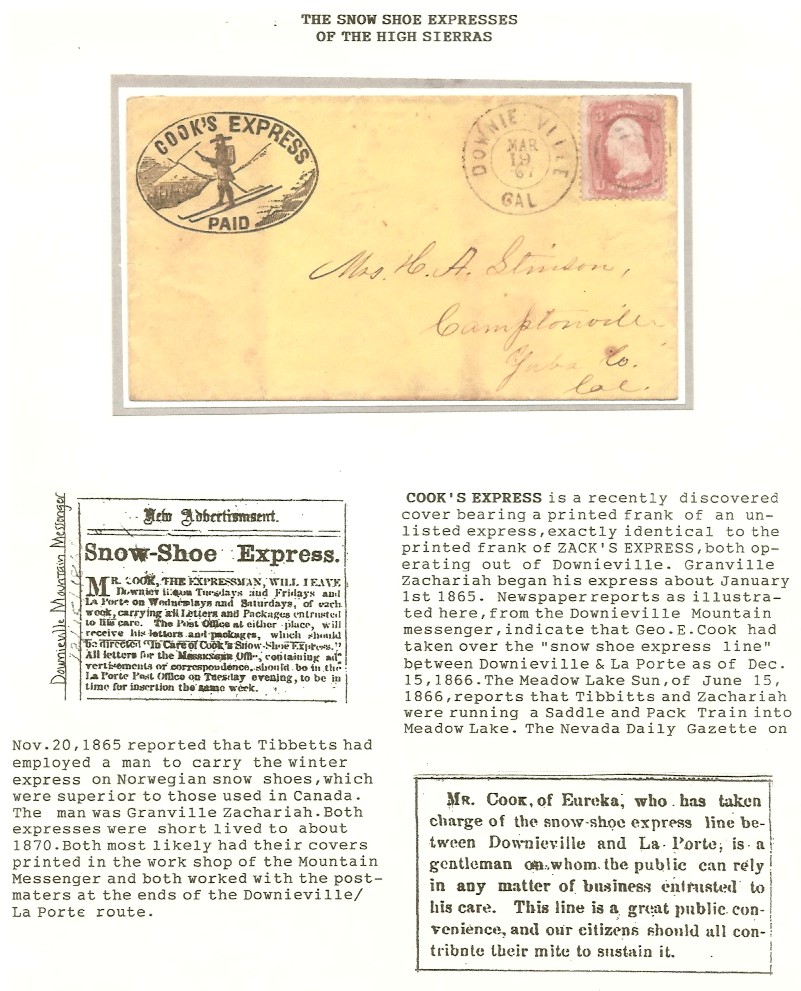 THE SNOW SHOE EXPRESSES
OF THE HIGH SIERRAS
COOK'S EXPRESS
PAID
DOWNIEVILLE
MAR
19
67
CAL
Mrs. H. A. Stinson,
Camptonville
Yuba Co.
Cal.
Downieville Mountain Messenger
New Advertisement.
Snow-Shoe Express.
MR. COOK, THE EXPRESSMAN, WILL LEAVE
Downieville on Tuesdays and Fridays and
La Porte on Wednesdays and Saturdays, of each
week, carrying all Letters and Packages entrusted
to his care. The Post Office at either place, will
receive his letters and packages, which should
be directed "In Care of Cook's Snow-Shoe Express."
All letters for the MESSENGER Office, containing ad-
vertisements or correspondence, should be in the
La Porte Post Office on Tuesday evening, to be in
time for insertion the same week.
COOK'S EXPRESS is a recently discovered
cover bearing a printed frank of an un-
listed express,exactly identical to the
printed frank of ZACK'S EXPRESS,both op-
erating out of Downieville. Granville
Zachariah began his express about January
1st 1865. Newspaper reports as illustra-
ted here,from the Downieville Mountain
messenger,indicate that Geo.E.Cook had
taken over the "snow shoe express line"
between Downieville & La Porte as of Dec.
15,1866.The Meadow Lake Sun,of June 15,
1866,reports that Tibbitts and Zachariah
were running a Saddle and Pack Train into
Meadow Lake. The Nevada Daily Gazette on
Nov.20,1865 reported that Tibbetts had
employed a man to carry the winter
express on Norwegian snow shoes,which
were superior to those used in Canada.
The man was Granville Zachariah.Both
expresses were short lived to about
1870.Both most likely had their covers
printed in the work shop of the Mountain
Messenger and both worked with the post-
maters at the ends of the Downieville/
La Porte route.
MR. COOK, of Eureka, who has taken
charge of the snow-shoe express line be-
tween Downieville and La Porte, is a
gentleman on whom the public can rely
in any matter of business entrusted to
his care. This line is a great public con-
venience, and our citizens should all con-
tribute their mite to sustain it.